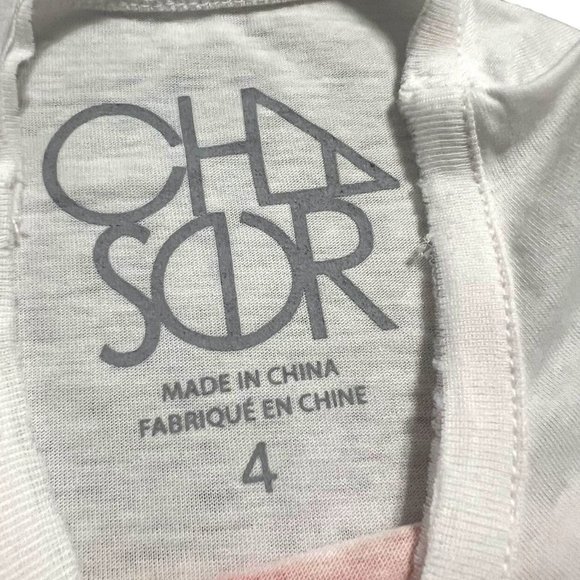 CHA
SER
MADE IN CHINA
FABRIQUÉ EN CHINE
4